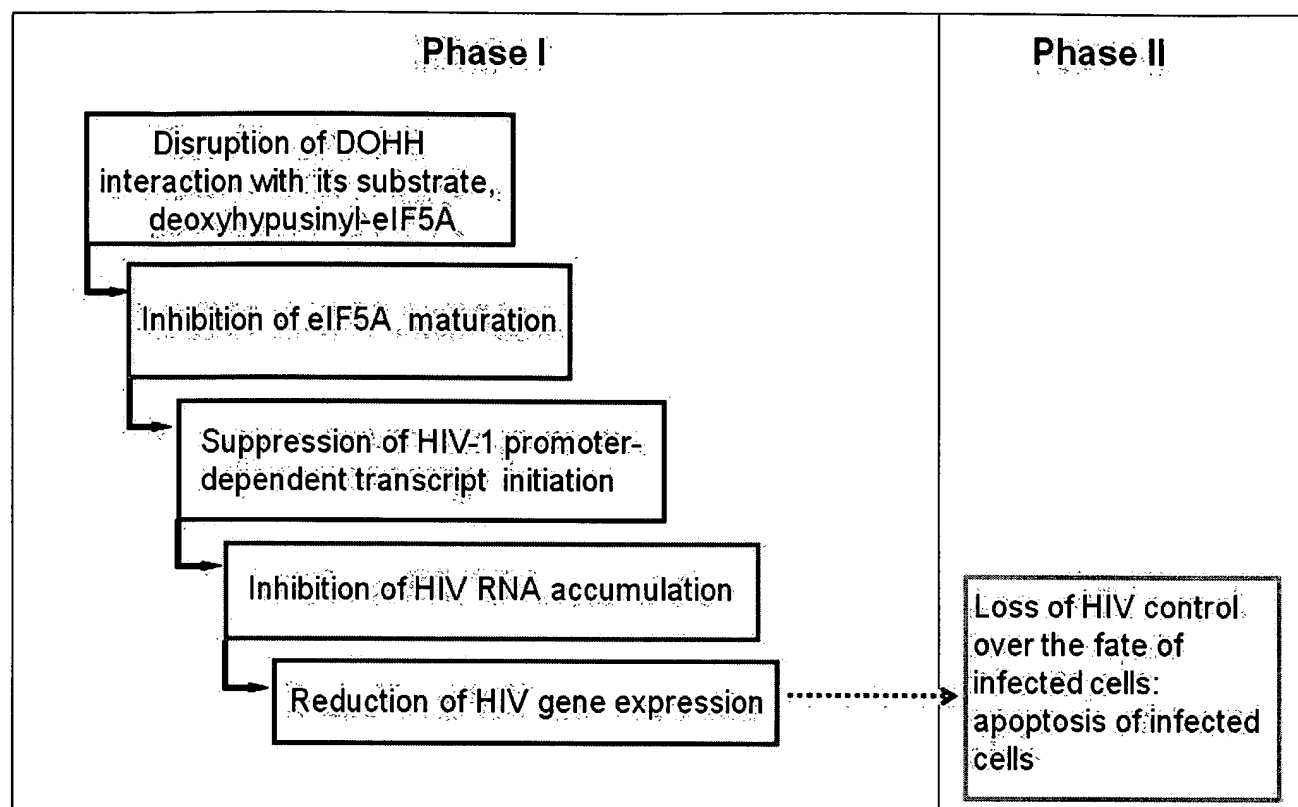 Phase I
Phase II
Disruption of DOHH
interaction with its substrate,
deoxyhypusinyl-eIF5A
Inhibition of eIF5A maturation
Suppression of HIV-1 promoter-
dependent transcript initiation
Inhibition of HIV RNA accumulation
Reduction of HIV gene expression
Loss of HIV control
over the fate of
infected cells:
apoptosis of infected
cells